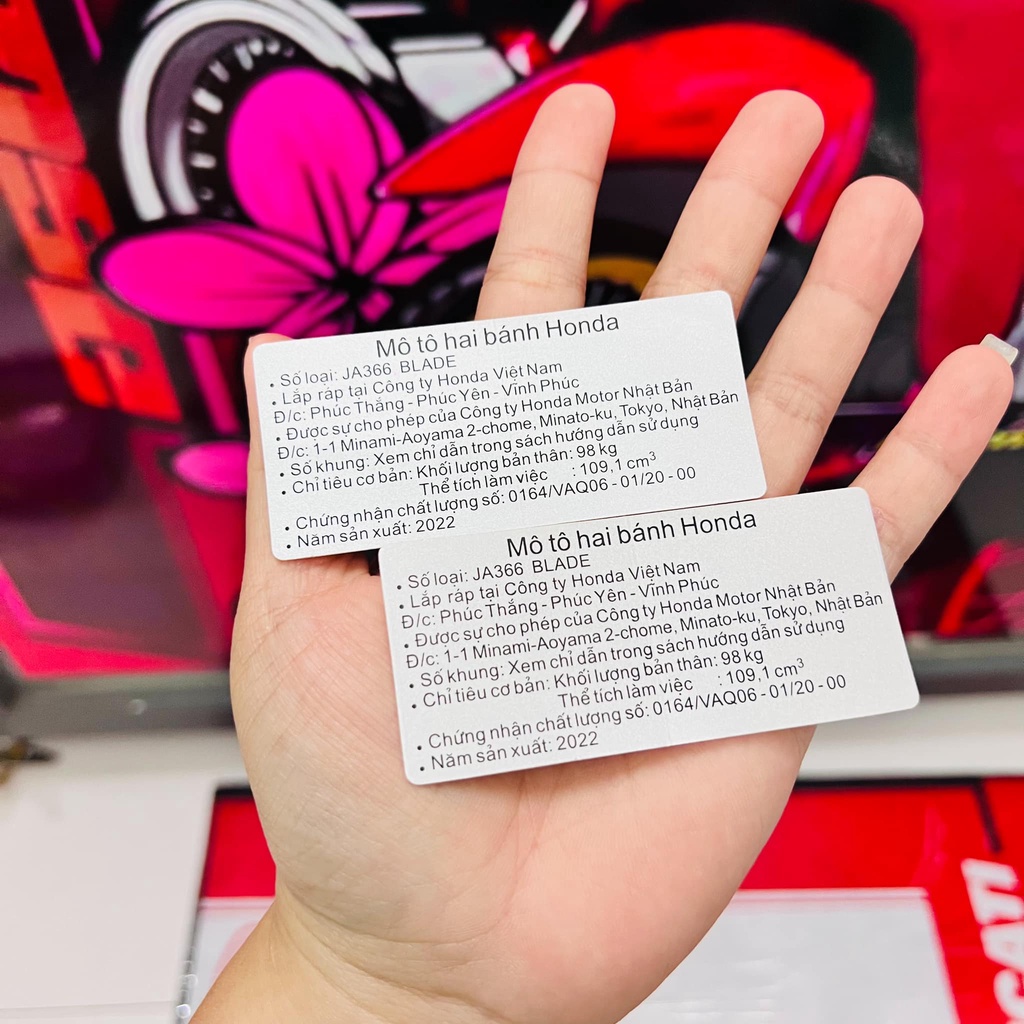 Mô tô hai bánh Honda
. Số loại: JA366 BLADE
. Lắp ráp tại Công ty Honda Việt Nam
Đ/c: Phúc Thắng - Phúc Yên - Vĩnh Phúc
. Được sự cho phép của Công ty Honda Motor Nhật Bản
Đ/c: 1-1 Minami-Aoyama 2-chome, Minato-ku, Tokyo, Nhật Bản
. Số khung: Xem chỉ dẫn trong sách hướng dẫn sử dụng
. Chỉ tiêu cơ bản: Khối lượng bản thân: 98 kg
Thể tích làm việc : 109,1 cm³
. Chứng nhận chất lượng số: 0164/VAQ06 - 01/20 - 00
. Năm sản xuất: 2022
Mô tô hai bánh Honda
. Số loại: JA366 BLADE
. Lắp ráp tại Công ty Honda Việt Nam
Đ/c: Phúc Thắng - Phúc Yên - Vĩnh Phúc
. Được sự cho phép của Công ty Honda Motor Nhật Bản
Đ/c: 1-1 Minami-Aoyama 2-chome, Minato-ku, Tokyo, Nhật Bản
. Số khung: Xem chỉ dẫn trong sách hướng dẫn sử dụng
. Chỉ tiêu cơ bản: Khối lượng bản thân: 98 kg
Thể tích làm việc : 109,1 cm³
. Chứng nhận chất lượng số: 0164/VAQ06 - 01/20 - 00
. Năm sản xuất: 2022